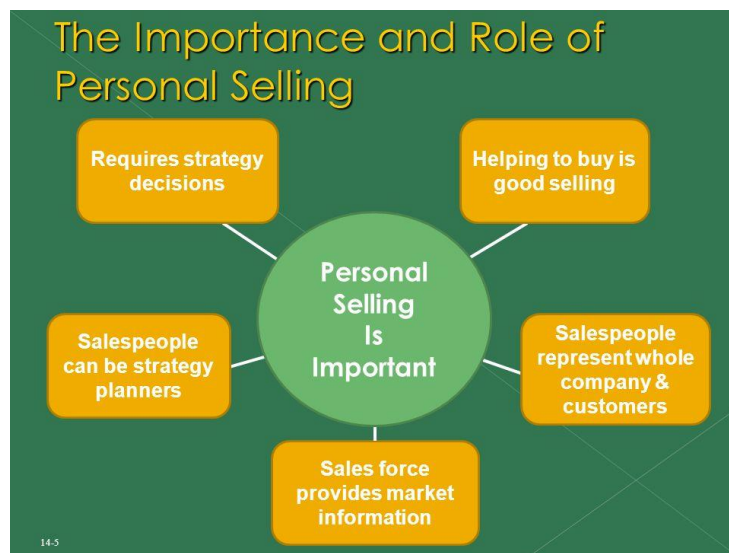 The Importance and Role of
Personal Selling
Requires strategy
decisions
Helping to buy is
good selling
Personal
Selling
Is
Important
Salespeople
can be strategy
planners
Salespeople
represent whole
company &
customers
Sales force
provides market
information
14-5